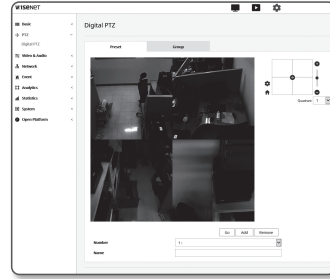 WISENET
Basic
PTZ
Digital PTZ
Video & Audio
Network
Event
Analytics
Statistics
System
Open Platform
Digital PTZ
Preset
Group
Quadrant 1
Go
Add
Remove
Number
1 :
Name